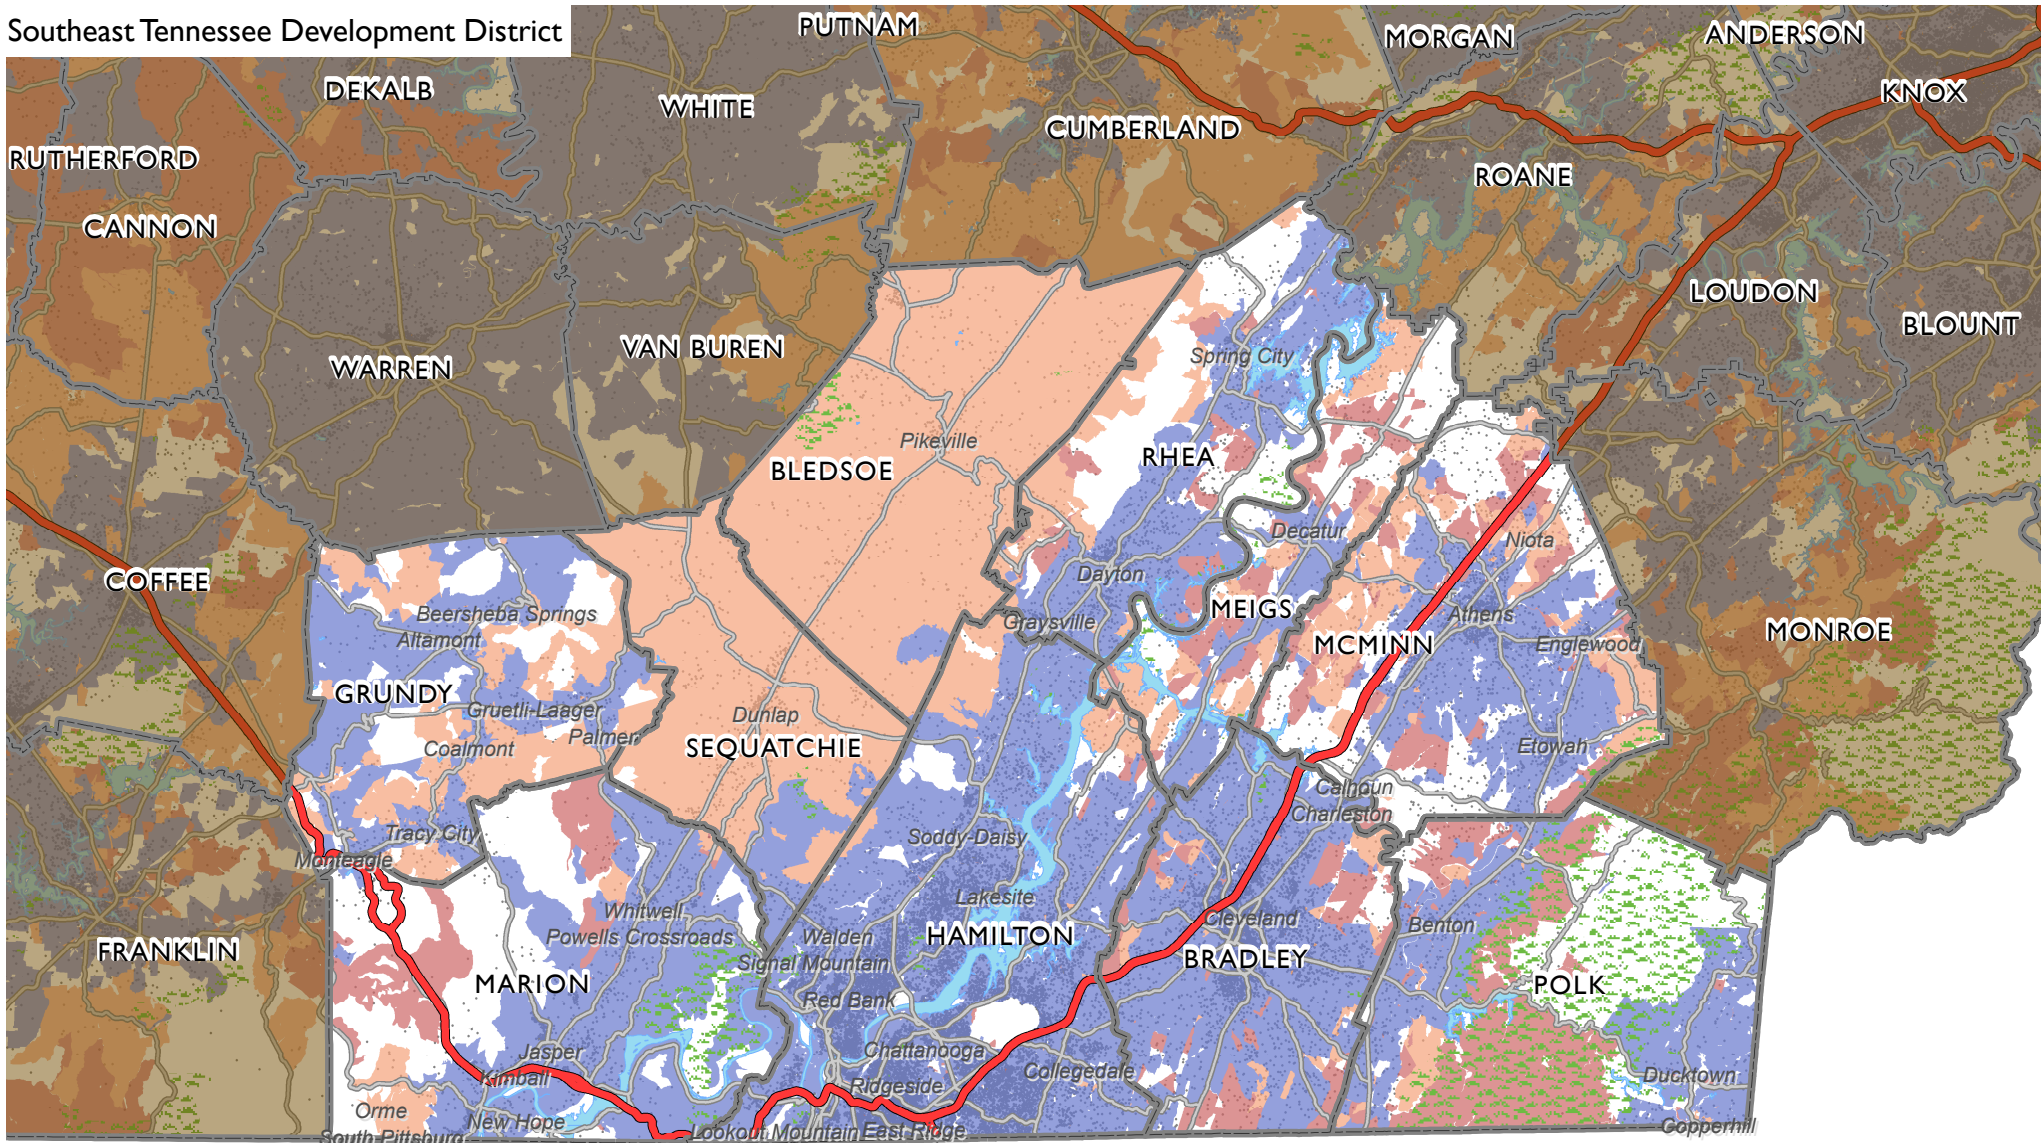 Southeast Tennessee Development District
PUTNAM
MORGAN
ANDERSON
DEKALB
WHITE
KNOX
CUMBERLAND
RUTHERFORD
ROANE
CANNON
LOUDON
BLOUNT
VAN BUREN
WARREN
Spring City
Pikeville
BLEDSOE
RHEA
Decatur
Niota
COFFEE
Dayton
Beersheba Springs
Altamont
Graysville
MEIGS
Athens
MCMINN
Englewood
MONROE
GRUNDY
Gruetli-Laager
Dunlap
Palmer
Coalmont
SEQUATCHIE
Etowah
Calhoun
Charleston
Tracy City
Soddy-Daisy
Monteagle
Lakesite
Whitwell
Cleveland
Benton
Powells Crossroads
Walden
HAMILTON
FRANKLIN
Signal Mountain
BRADLEY
MARION
POLK
Red Bank
Jasper
Chattanooga
Kimball
Collegedale
Ducktown
Ridgeside
Orme
New Hope
Copperhill
South Pittsburg
Lookout Mountain
East Ridge